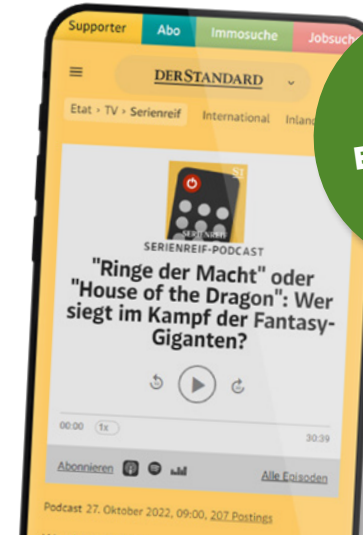 Supporter Abo Immosuche Jobsuch
DERSTANDARD
Etat > TV > Serienreif International Inland
SERIENREIF
SERIENREIF-PODCAST
"Ringe der Macht" oder
"House of the Dragon": Wer
siegt im Kampf der Fantasy-
Giganten?
00:00 1x 30:39
Abonnieren Alle Episoden
Podcast 27. Oktober 2022, 09:00, 207 Postings